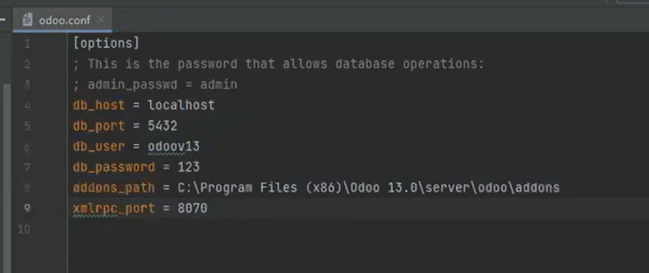 odoo.conf
1 [options]
2 ; This is the password that allows database operations:
3 ; admin_passwd = admin
4 db_host = localhost
5 db_port = 5432
6 db_user = odoov13
7 db_password = 123
8 addons_path = C:\Program Files (x86)\Odoo 13.0\server\odoo\addons
9 xmlrpc_port = 8070
10